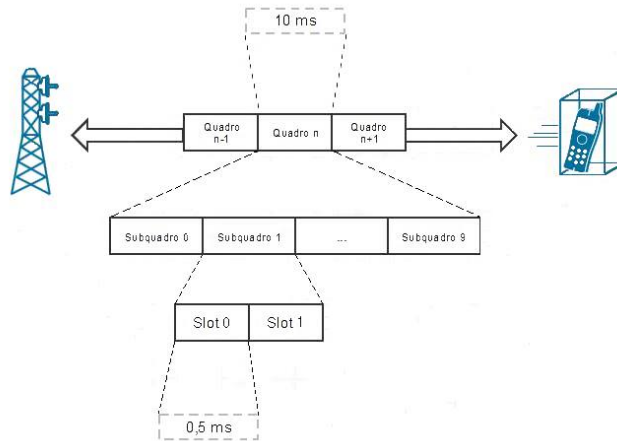 10 ms
Quadro
n-1
Quadro n
Quadro
n+1
Subquadro 0
Subquadro 1
...
Subquadro 9
Slot 0
Slot 1
0,5 ms